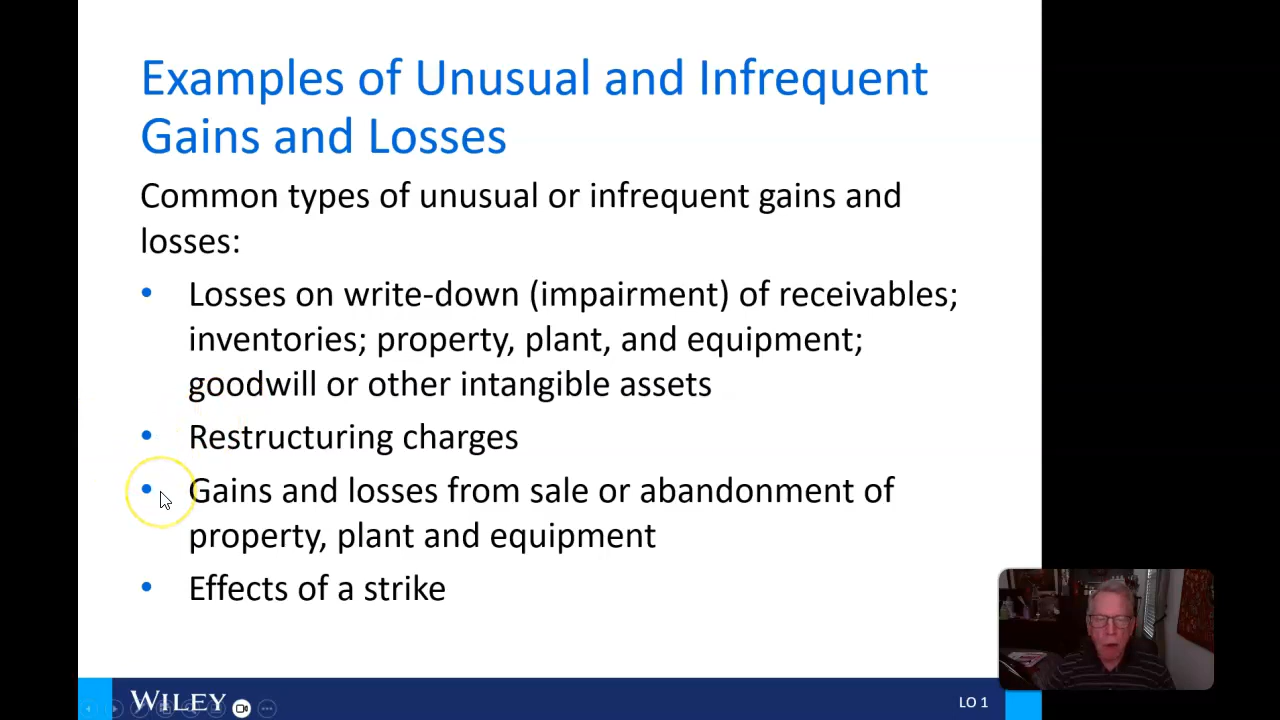 Examples of Unusual and Infrequent
Gains and Losses
Common types of unusual or infrequent gains and
losses:
• Losses on write-down (impairment) of receivables;
inventories; property, plant, and equipment;
goodwill or other intangible assets
• Restructuring charges
• Gains and losses from sale or abandonment of
property, plant and equipment
• Effects of a strike
WILEY
LO 1